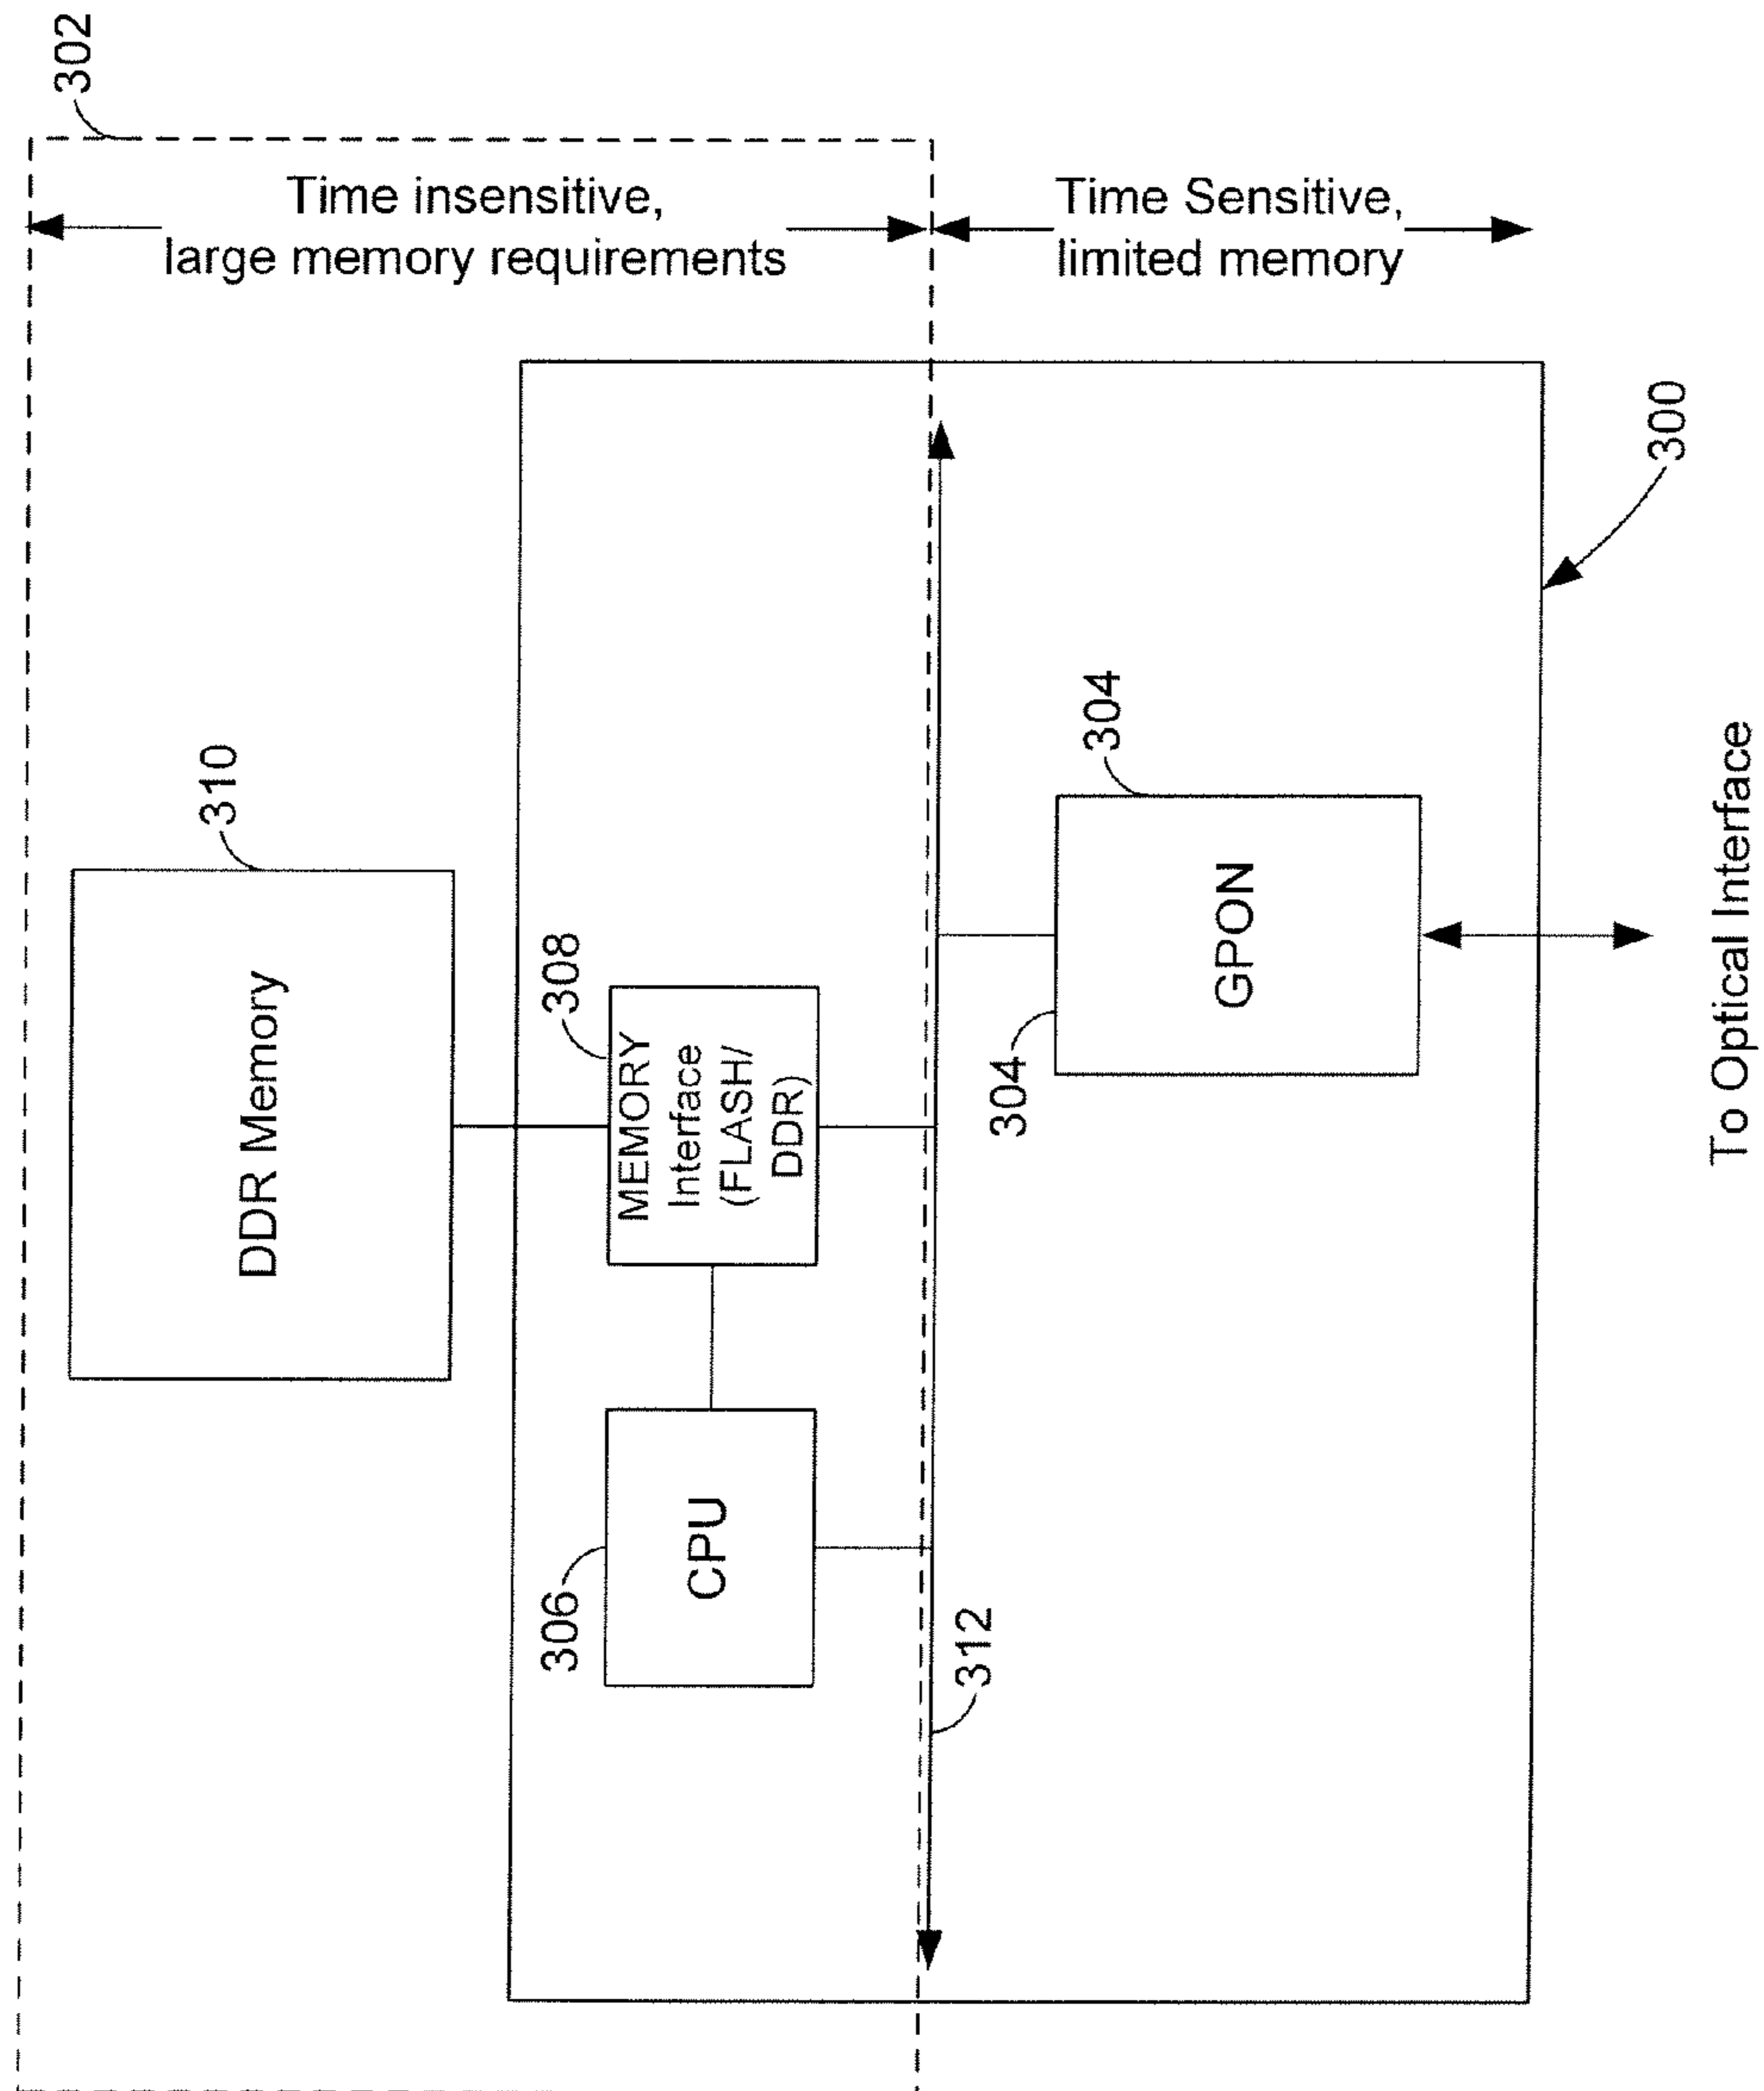 302
Time insensitive,
large memory requirements
Time Sensitive,
limited memory
310
DDR Memory
308
MEMORY
Interface
(FLASH/
DDR)
306
CPU
304
304
GPON
312
300
To Optical Interface